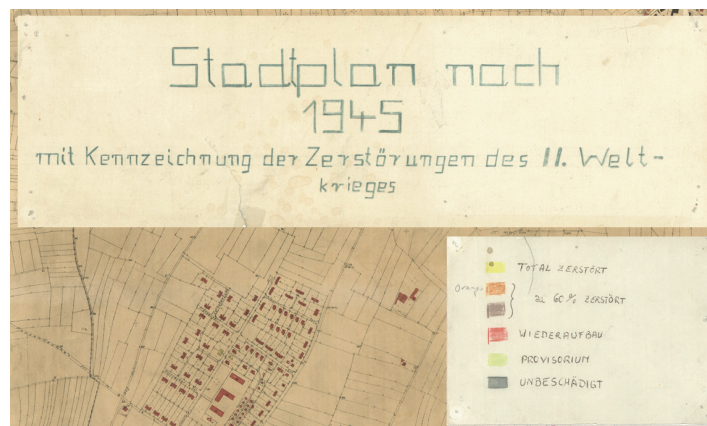 Stadtplan nach
1945
mit Kennzeichnung der Zerstörungen des II. Welt-
krieges
TOTAL ZERSTÖRT
Orange
zu 60 % ZERSTÖRT
WIEDERAUFBAU
PROVISORIUM
UNBESCHÄDIGT